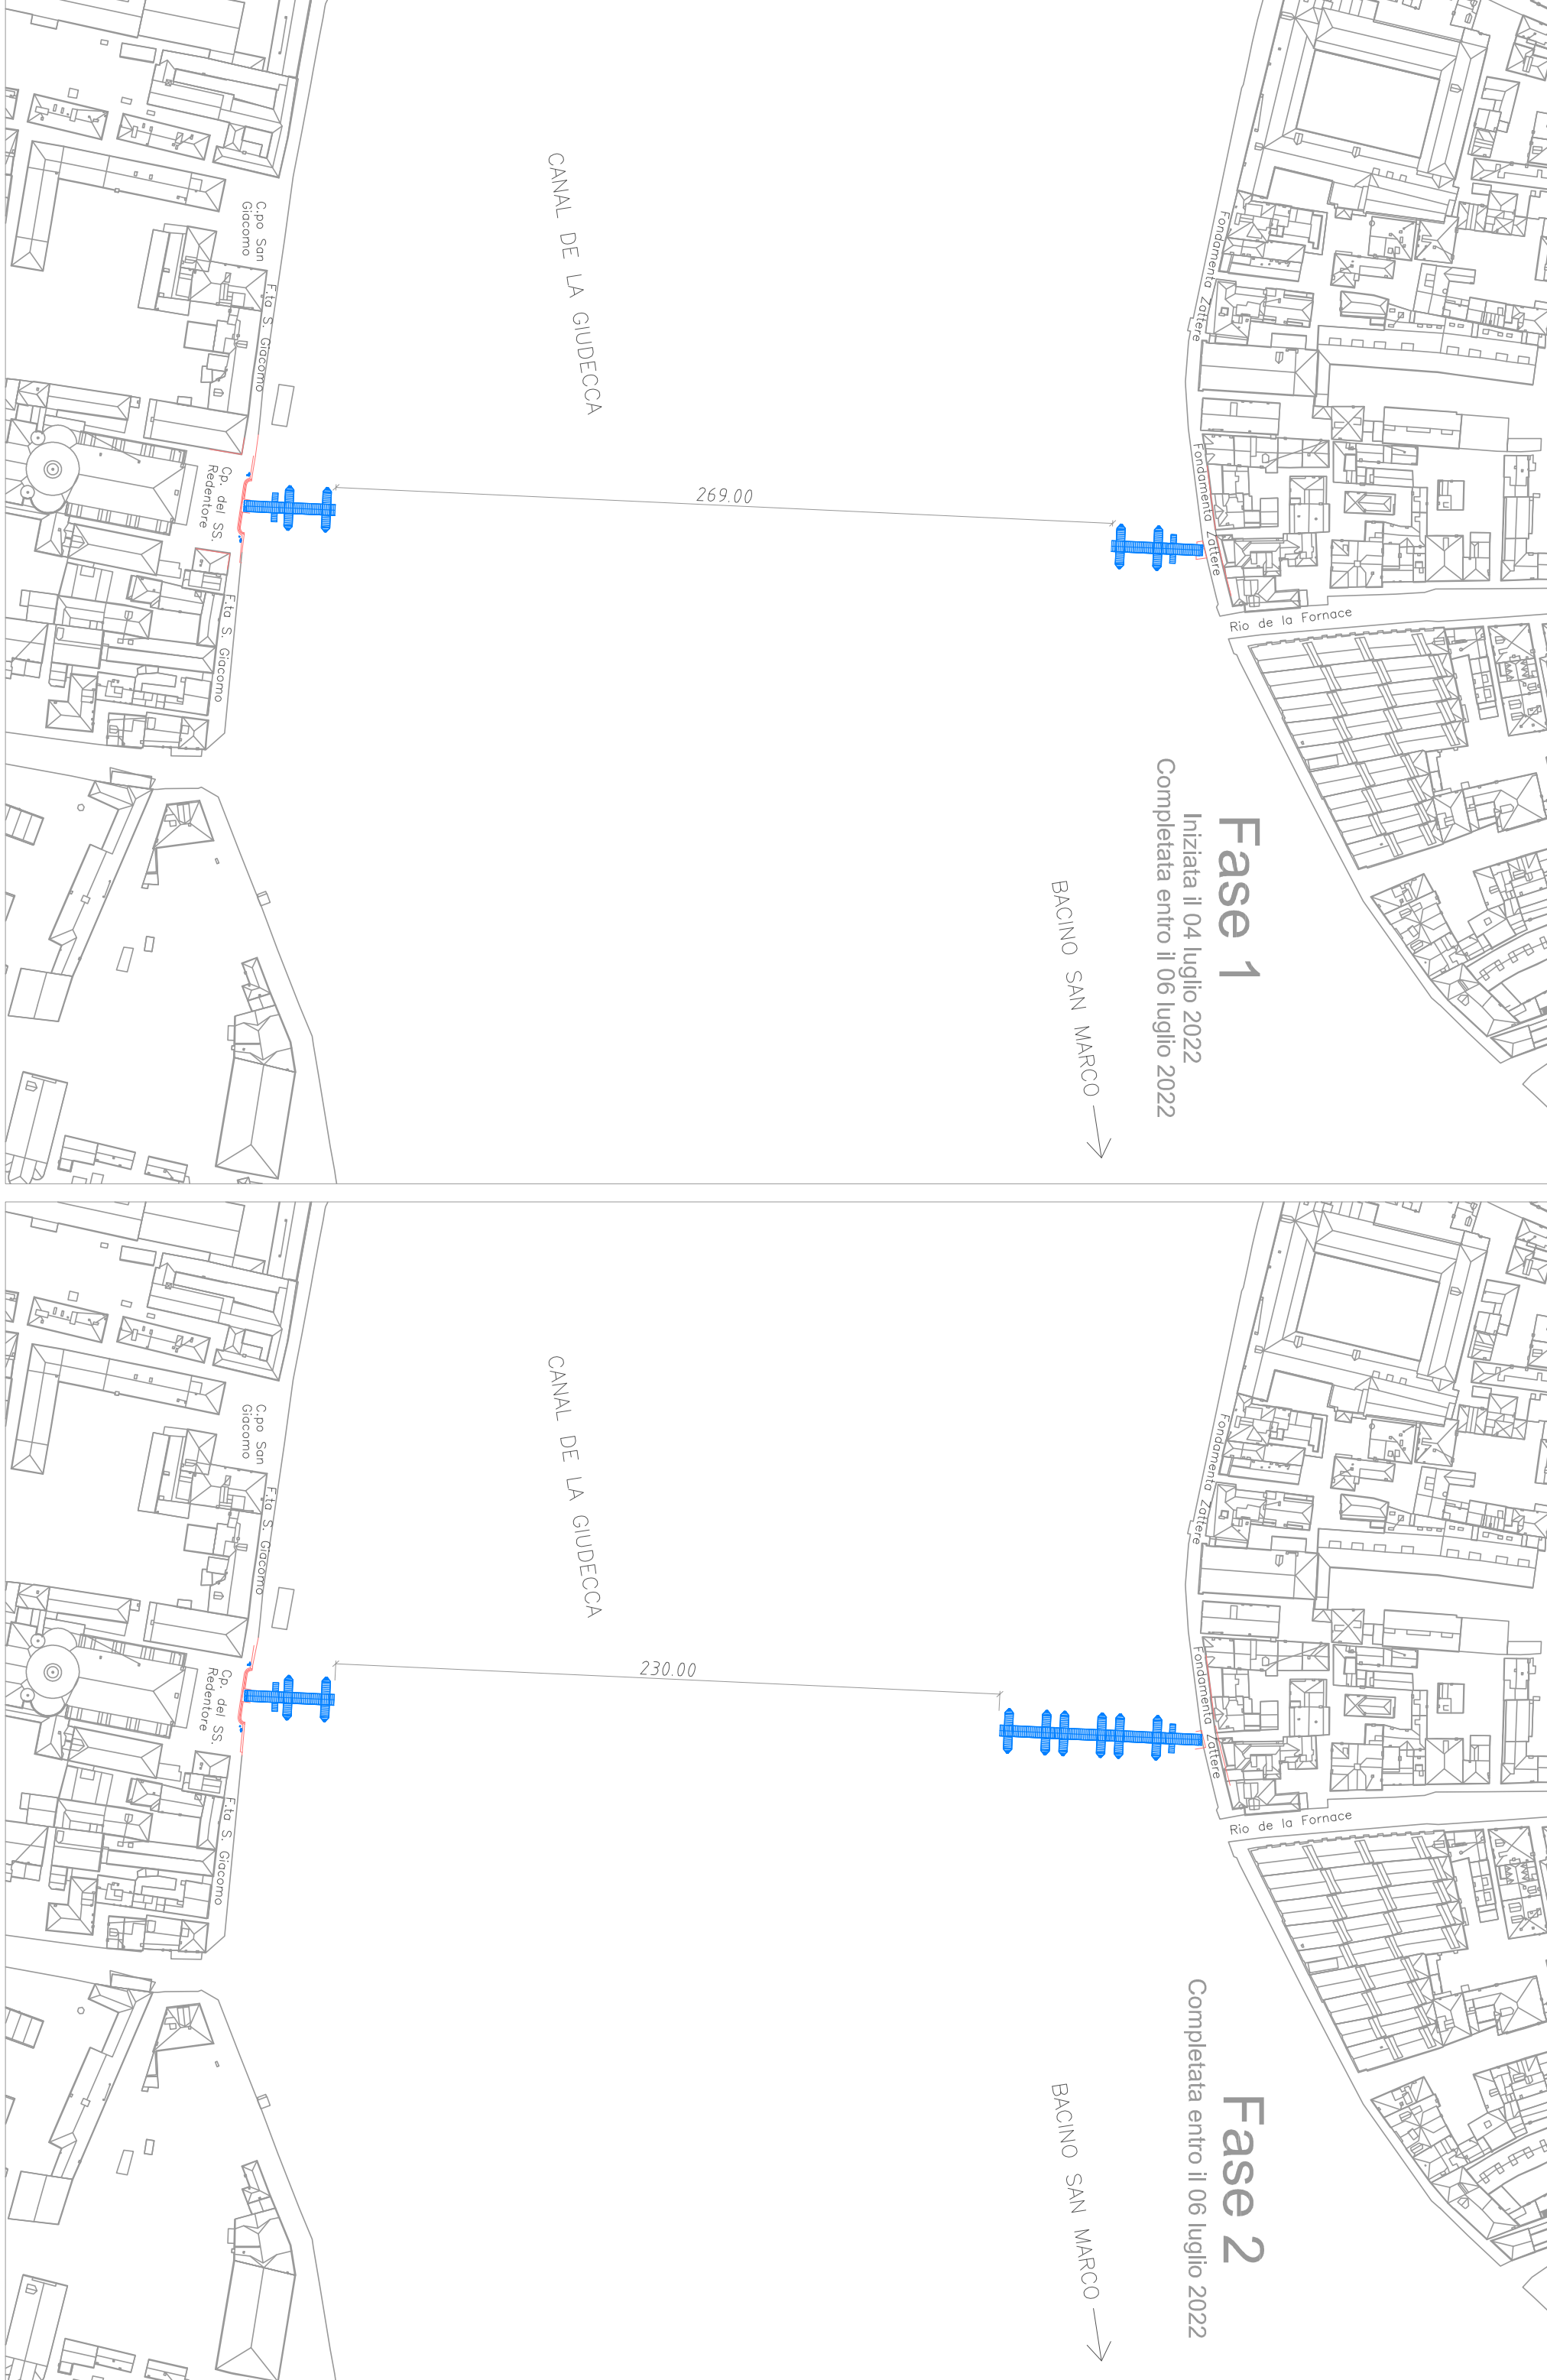 Fase 1
Iniziata il 04 luglio 2022
Completata entro il 06 luglio 2022
CANAL DE LA GIUDECCA
BACINO SAN MARCO
269.00
Fondamenta Zattere
Fondamenta Zattere
Rio de la Fornace
C.po San
Giacomo
F.ta S. Giacomo
Cp. del SS.
Redentore
F.ta S. Giacomo
Fase 2
Completata entro il 06 luglio 2022
CANAL DE LA GIUDECCA
BACINO SAN MARCO
230.00
Fondamenta Zattere
Fondamenta Zattere
Rio de la Fornace
C.po San
Giacomo
F.ta S. Giacomo
Cp. del SS.
Redentore
F.ta S. Giacomo